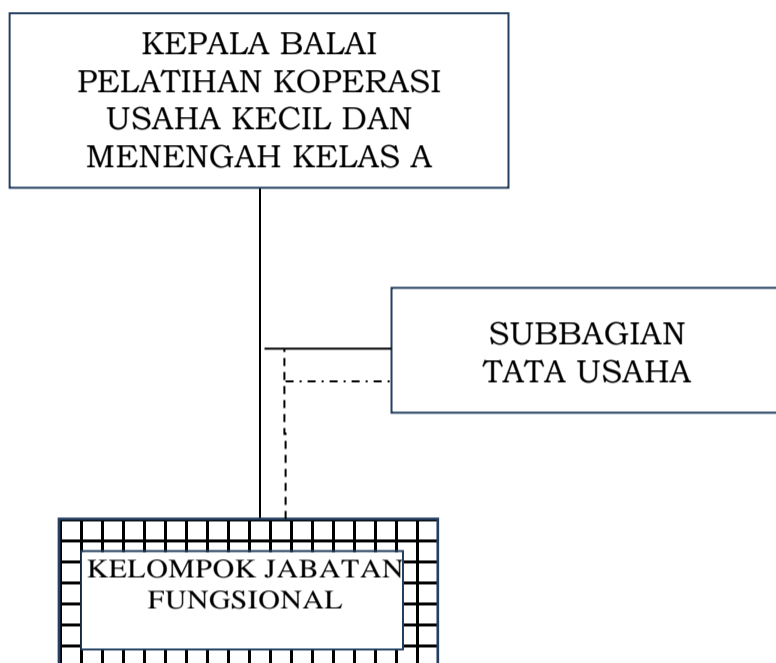 KEPALA BALAI
PELATIHAN KOPERASI
USAHA KECIL DAN
MENENGAH KELAS A
SUBBAGIAN
TATA USAHA
KELOMPOK JABATAN
FUNGSIONAL